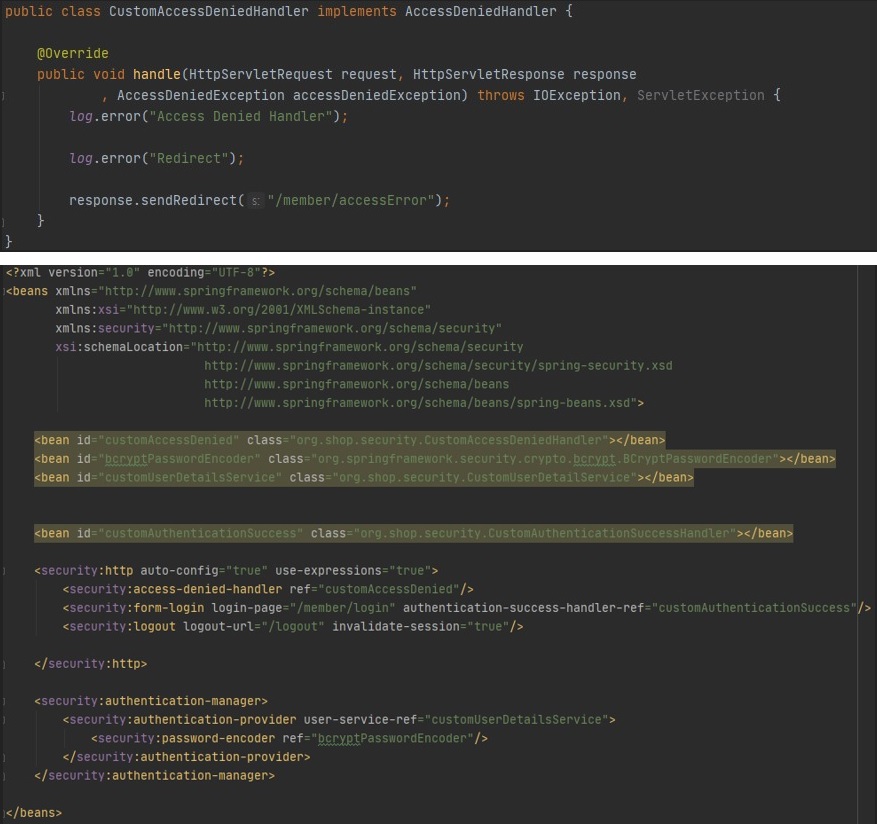 public class CustomAccessDeniedHandler implements AccessDeniedHandler {
@Override
public void handle(HttpServletRequest request, HttpServletResponse response
, AccessDeniedException accessDeniedException) throws IOException, ServletException {
log.error("Access Denied Handler");
log.error("Redirect");
response.sendRedirect( s: "/member/accessError");
}
}
<?xml version="1.0" encoding="UTF-8"?>
<beans xmlns="http://www.springframework.org/schema/beans"
xmlns:xsi="http://www.w3.org/2001/XMLSchema-instance"
xmlns:security="http://www.springframework.org/schema/security"
xsi:schemaLocation="http://www.springframework.org/schema/security
http://www.springframework.org/schema/security/spring-security.xsd
http://www.springframework.org/schema/beans
http://www.springframework.org/schema/beans/spring-beans.xsd">
<bean id="customAccessDenied" class="org.shop.security.CustomAccessDeniedHandler"></bean>
<bean id="bcryptPasswordEncoder" class="org.springframework.security.crypto.bcrypt.BCryptPasswordEncoder"></bean>
<bean id="customUserDetailsService" class="org.shop.security.CustomUserDetailService"></bean>
<bean id="customAuthenticationSuccess" class="org.shop.security.CustomAuthenticationSuccessHandler"></bean>
<security:http auto-config="true" use-expressions="true">
<security:access-denied-handler ref="customAccessDenied"/>
<security:form-login login-page="/member/login" authentication-success-handler-ref="customAuthenticationSuccess"/>
<security:logout logout-url="/logout" invalidate-session="true"/>
</security:http>
<security:authentication-manager>
<security:authentication-provider user-service-ref="customUserDetailsService">
<security:password-encoder ref="bcryptPasswordEncoder"/>
</security:authentication-provider>
</security:authentication-manager>
</beans>